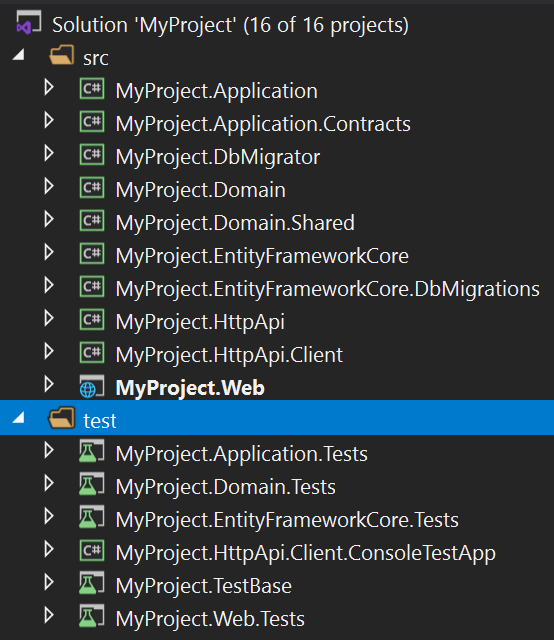 Solution 'MyProject' (16 of 16 projects)
src
C# MyProject.Application
C# MyProject.Application.Contracts
C# MyProject.DbMigrator
C# MyProject.Domain
C# MyProject.Domain.Shared
C# MyProject.EntityFrameworkCore
C# MyProject.EntityFrameworkCore.DbMigrations
C# MyProject.HttpApi
C# MyProject.HttpApi.Client
MyProject.Web
test
MyProject.Application.Tests
MyProject.Domain.Tests
MyProject.EntityFrameworkCore.Tests
C# MyProject.HttpApi.Client.ConsoleTestApp
MyProject.TestBase
MyProject.Web.Tests